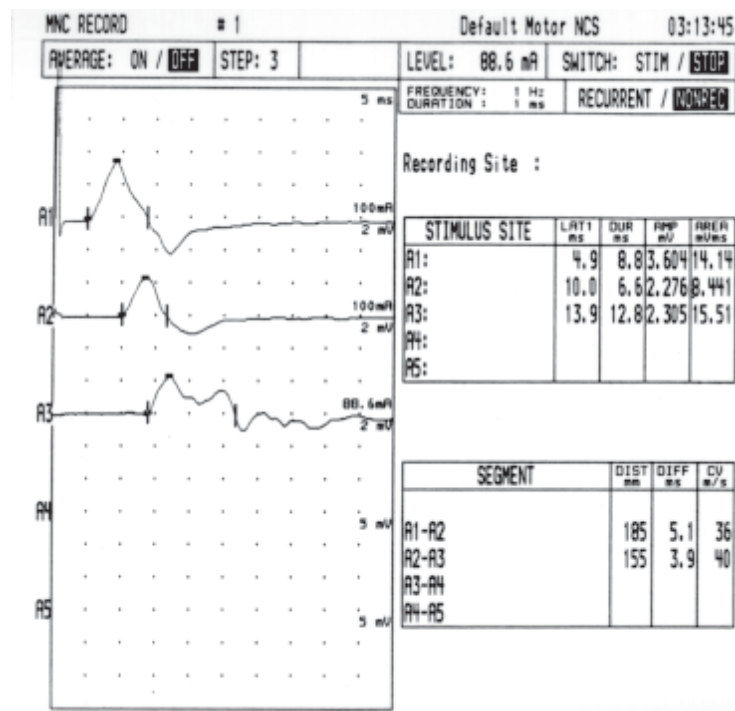 MNC RECORD # 1 Default Motor NCS 03:13:45
AVERAGE: ON / OFF STEP: 3 LEVEL: 88.6 mA SWITCH: STIM / STOP
FREQUENCY: 1 Hz
DURATION : 1 ms
RECURRENT / NONREC
5 ms
Recording Site :
A1 100mA
2 mV
A2 100mA
2 mV
A3 88.6mA
2 mV
A4 5 mV
A5 5 mV
STIMULUS SITE LAT1 ms DUR ms AMP mV AREA mVms
A1: 4.9 8.8 3.604 14.14
A2: 10.0 6.6 2.276 8.441
A3: 13.9 12.8 2.305 15.51
A4:
A5:
SEGMENT DIST mm DIFF ms CV m/s
A1-A2 185 5.1 36
A2-A3 155 3.9 40
A3-A4
A4-A5